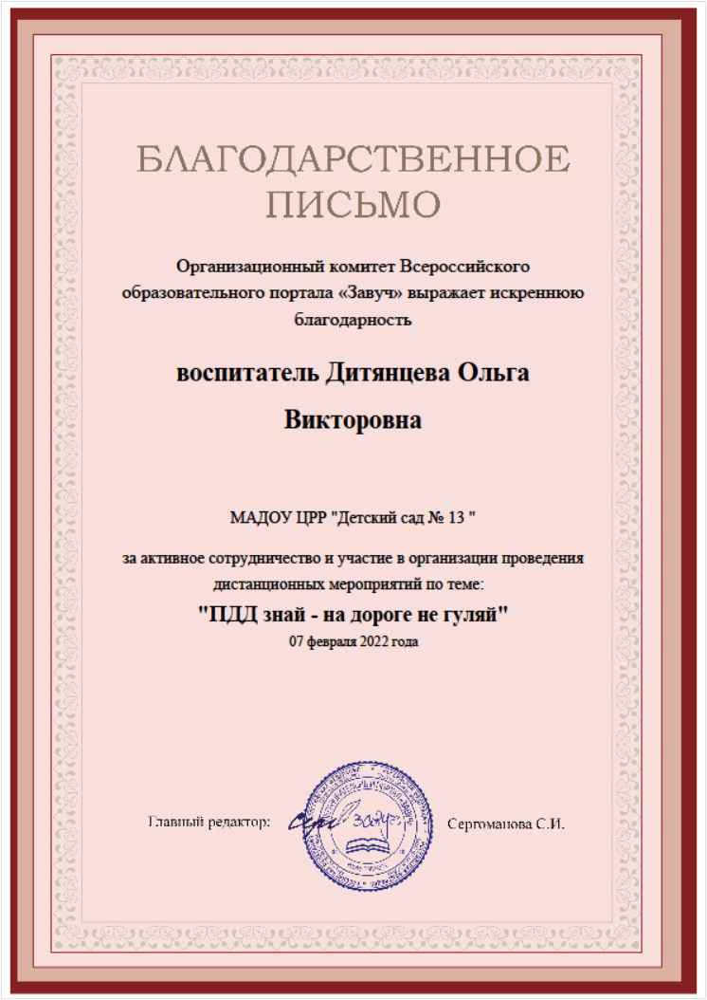 БЛАГОДАРСТВЕННОЕ
ПИСЬМО
Организационный комитет Всероссийского
образовательного портала «Завуч» выражает искреннюю
благодарность
воспитатель Дитянцева Ольга
Викторовна
МАДОУ ЦРР "Детский сад № 13 "
за активное сотрудничество и участие в организации проведения
дистанционных мероприятий по теме:
"ПДД знай - на дороге не гуляй"
07 февраля 2022 года
Главный редактор:
Завуч
Сергоманова С.И.